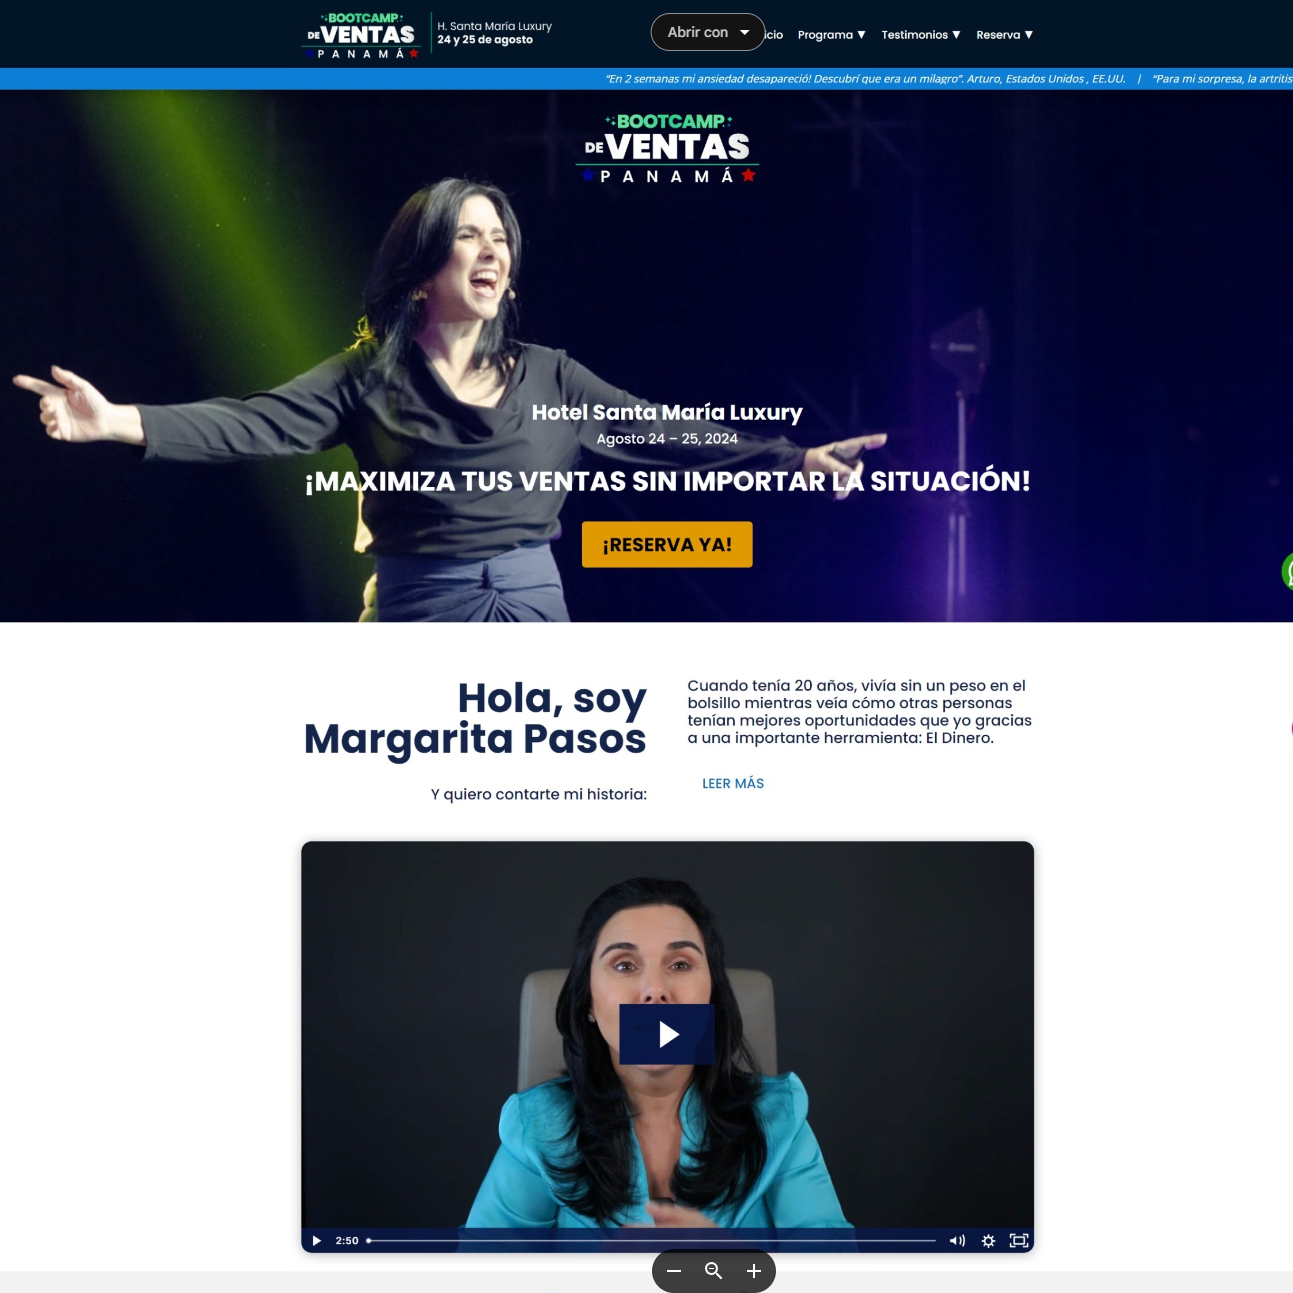 BOOTCAMP
DE VENTAS
PANAMÁ
H. Santa María Luxury
24 y 25 de agosto
Abrir con
Programa ▼
Testimonios ▼
Reserva ▼
"En 2 semanas mi ansiedad desapareció! Descubrí que era un milagro". Arturo, Estados Unidos , EE.UU. | "Para mi sorpresa, la artritis
BOOTCAMP
DE VENTAS
PANAMÁ
Hotel Santa María Luxury
Agosto 24 – 25, 2024
¡MAXIMIZA TUS VENTAS SIN IMPORTAR LA SITUACIÓN!
¡RESERVA YA!
Hola, soy
Margarita Pasos
Y quiero contarte mi historia:
Cuando tenía 20 años, vivía sin un peso en el
bolsillo mientras veía cómo otras personas
tenían mejores oportunidades que yo gracias
a una importante herramienta: El Dinero.
LEER MÁS
2:50